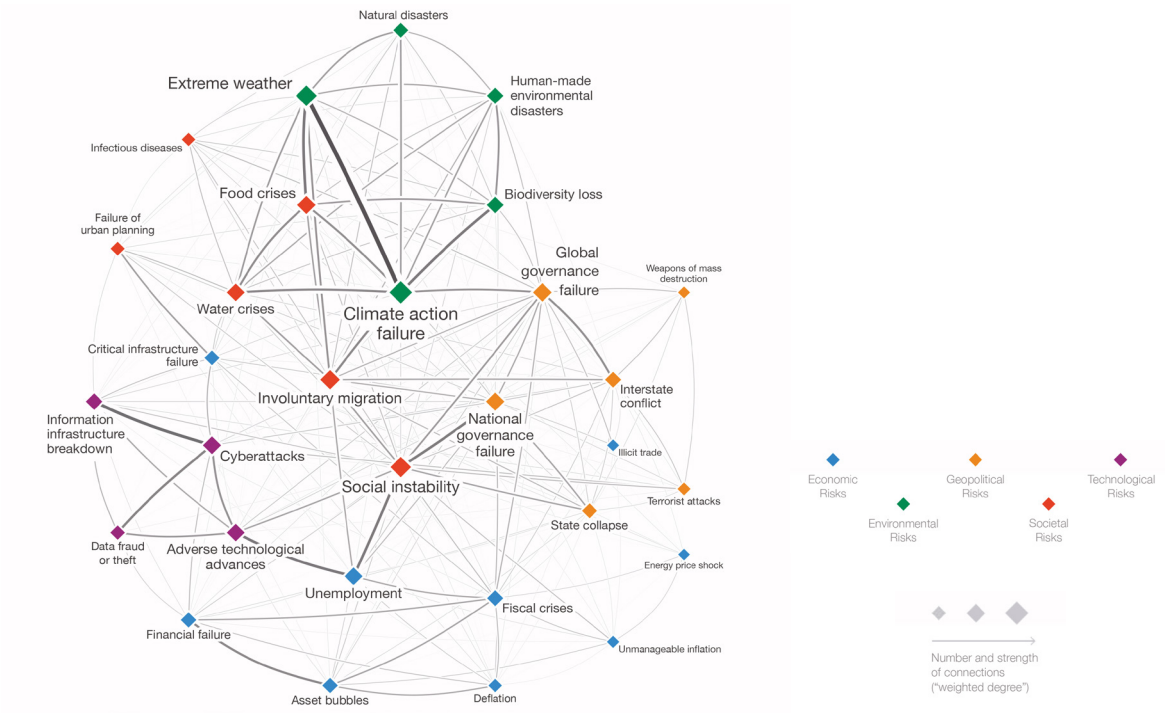 Natural disasters
Extreme weather
Human-made
environmental
disasters
Infectious diseases
Food crises
Biodiversity loss
Failure of
urban planning
Global
governance
failure
Weapons of mass
destruction
Water crises
Climate action
failure
Critical infrastructure
failure
Involuntary migration
Interstate
conflict
Information
infrastructure
breakdown
National
governance
failure
Cyberattacks
Illicit trade
Social instability
Terrorist attacks
State collapse
Data fraud
or theft
Adverse technological
advances
Energy price shock
Unemployment
Fiscal crises
Financial failure
Unmanageable inflation
Asset bubbles
Deflation
Economic
Risks
Geopolitical
Risks
Technological
Risks
Environmental
Risks
Societal
Risks
Number and strength
of connections
("weighted degree")